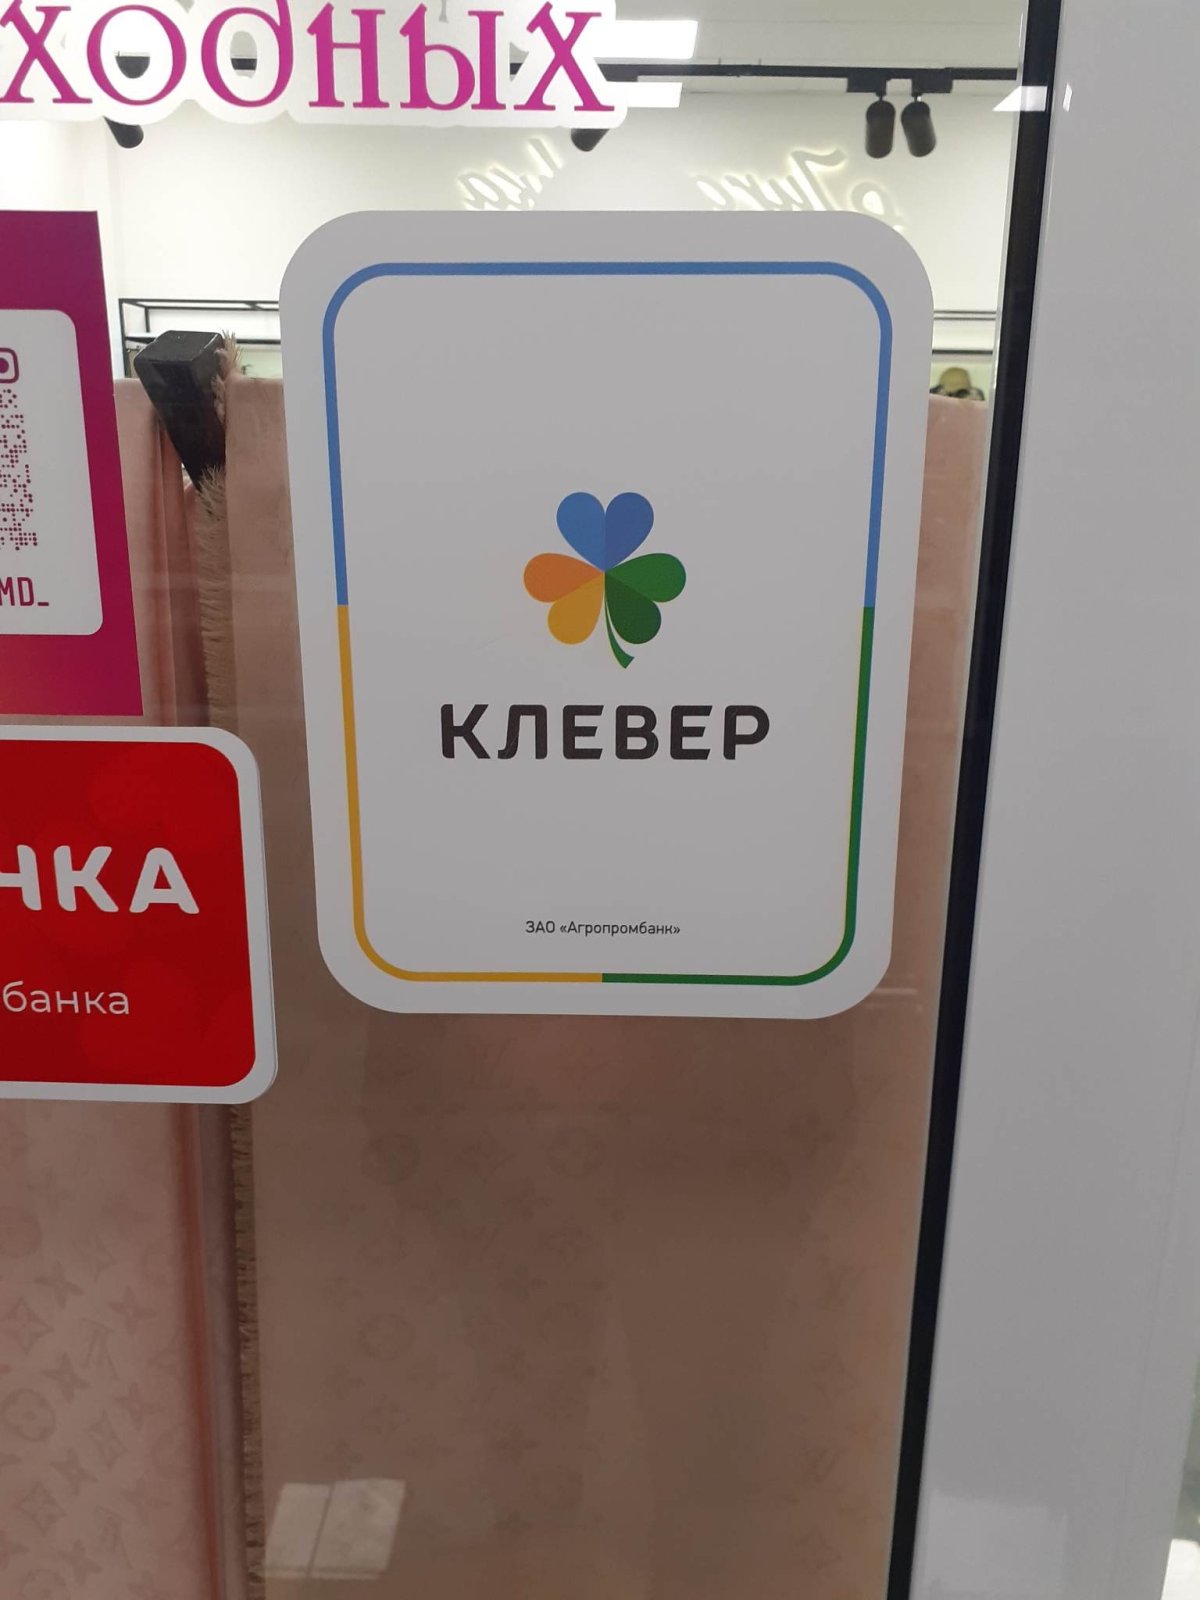 ходных
MD_
НКА
банка
КЛЕВЕР
ЗАО «Агропромбанк»